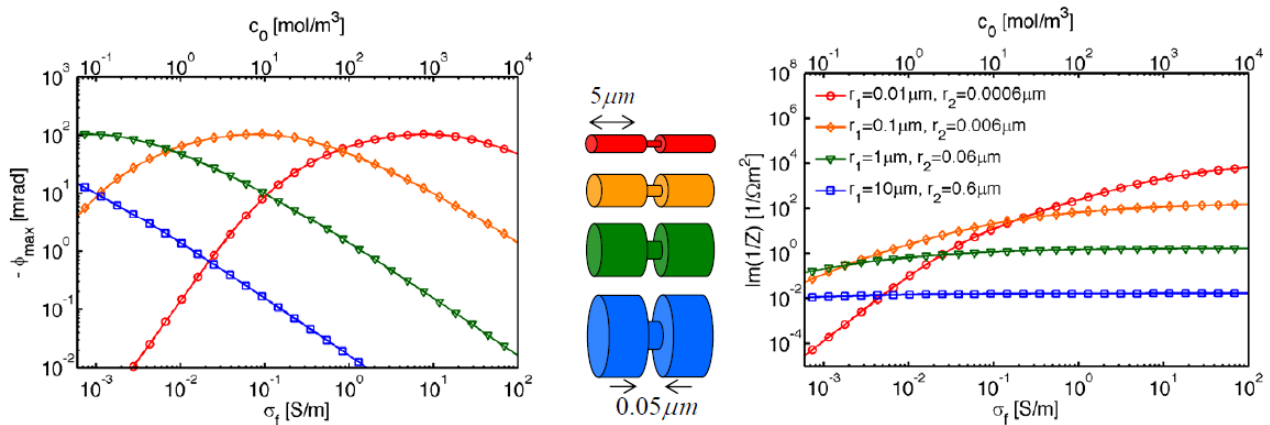 c₀ [mol/m³]
10⁻¹ 10⁰ 10¹ 10² 10³ 10⁴
10³
10²
10¹
10⁰
10⁻¹
10⁻²
- ϕmax [mrad]
10⁻³ 10⁻² 10⁻¹ 10⁰ 10¹ 10²
σf [S/m]
5μm
0.05μm
c₀ [mol/m³]
10⁻¹ 10⁰ 10¹ 10² 10³ 10⁴
10⁸
10⁶
10⁴
10²
10⁰
10⁻²
10⁻⁴
Im(1/Z) [1/Ωm²]
r₁=0.01μm, r₂=0.0006μm
r₁=0.1μm, r₂=0.006μm
r₁=1μm, r₂=0.06μm
r₁=10μm, r₂=0.6μm
10⁻³ 10⁻² 10⁻¹ 10⁰ 10¹ 10²
σf [S/m]